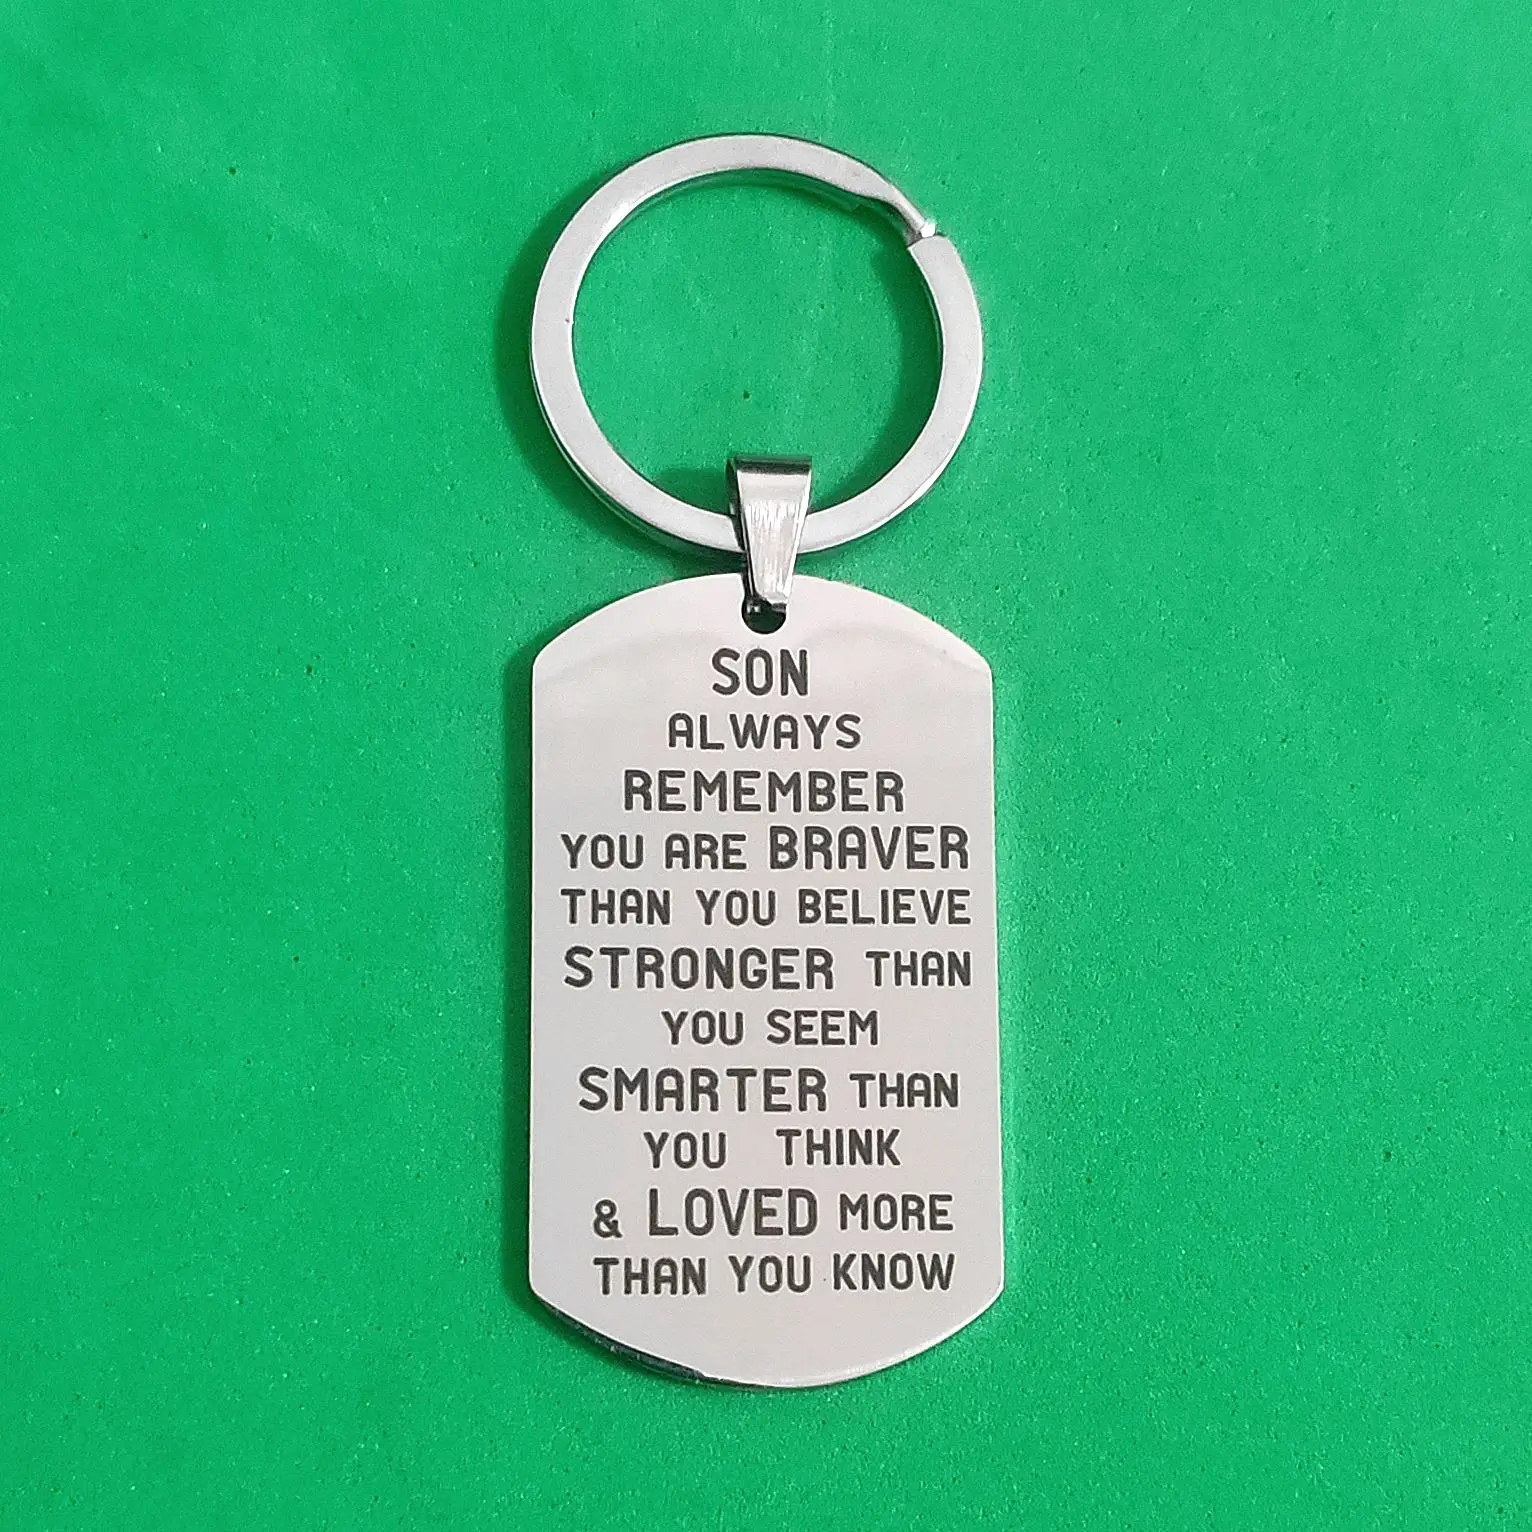 SON
ALWAYS
REMEMBER
YOU ARE BRAVER
THAN YOU BELIEVE
STRONGER THAN
YOU SEEM
SMARTER THAN
YOU THINK
& LOVED MORE
THAN YOU KNOW